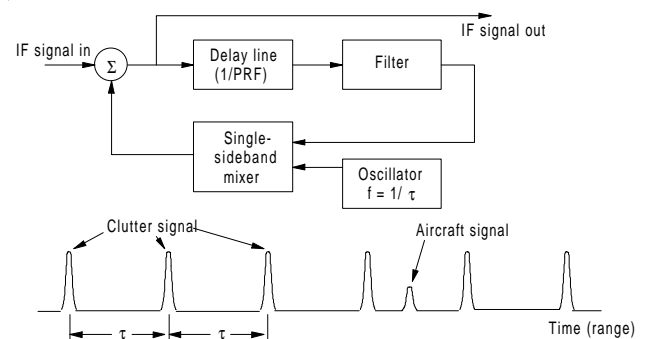 IF signal in
Σ
IF signal out
Delay line
(1/PRF)
Filter
Single-
sideband
mixer
Oscillator
f = 1/ τ
Clutter signal
Aircraft signal
τ
τ
Time (range)